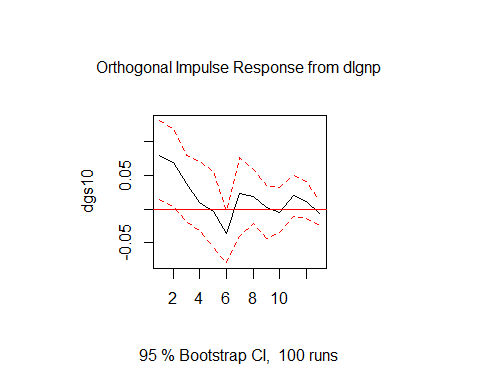 Orthogonal Impulse Response from dlgnp
dgs10
0.05
-0.05
2 4 6 8 10
95 % Bootstrap CI, 100 runs